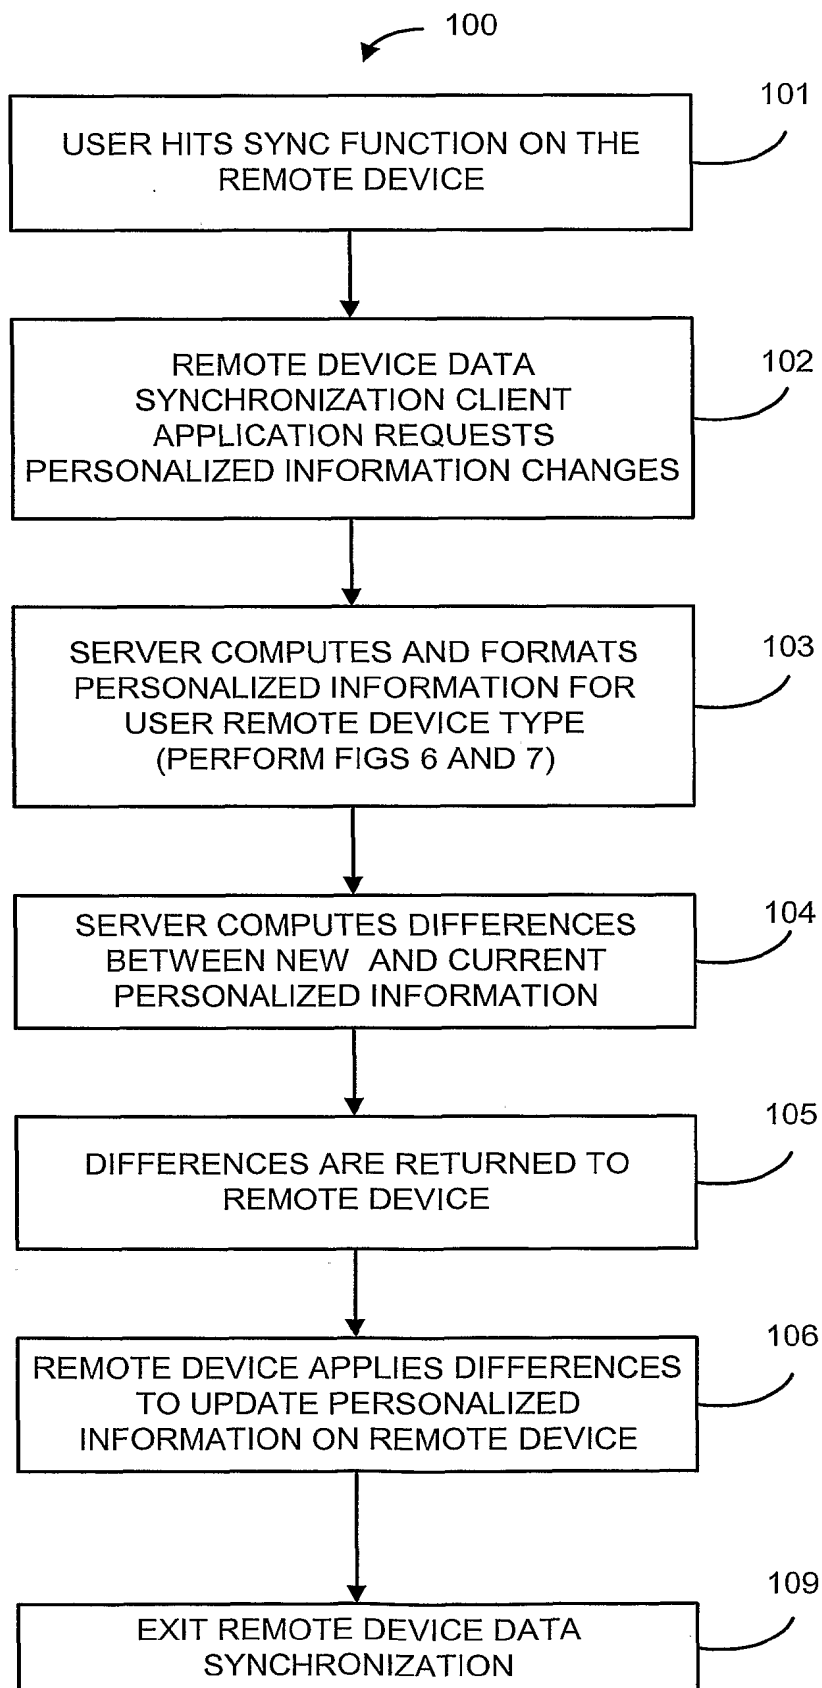 100
101
USER HITS SYNC FUNCTION ON THE
REMOTE DEVICE
102
REMOTE DEVICE DATA
SYNCHRONIZATION CLIENT
APPLICATION REQUESTS
PERSONALIZED INFORMATION CHANGES
103
SERVER COMPUTES AND FORMATS
PERSONALIZED INFORMATION FOR
USER REMOTE DEVICE TYPE
(PERFORM FIGS 6 AND 7)
104
SERVER COMPUTES DIFFERENCES
BETWEEN NEW AND CURRENT
PERSONALIZED INFORMATION
105
DIFFERENCES ARE RETURNED TO
REMOTE DEVICE
106
REMOTE DEVICE APPLIES DIFFERENCES
TO UPDATE PERSONALIZED
INFORMATION ON REMOTE DEVICE
109
EXIT REMOTE DEVICE DATA
SYNCHRONIZATION